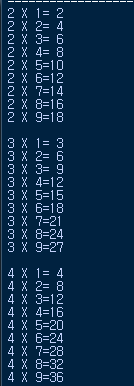 2 X 1= 2
2 X 2= 4
2 X 3= 6
2 X 4= 8
2 X 5=10
2 X 6=12
2 X 7=14
2 X 8=16
2 X 9=18

3 X 1= 3
3 X 2= 6
3 X 3= 9
3 X 4=12
3 X 5=15
3 X 6=18
3 X 7=21
3 X 8=24
3 X 9=27

4 X 1= 4
4 X 2= 8
4 X 3=12
4 X 4=16
4 X 5=20
4 X 6=24
4 X 7=28
4 X 8=32
4 X 9=36